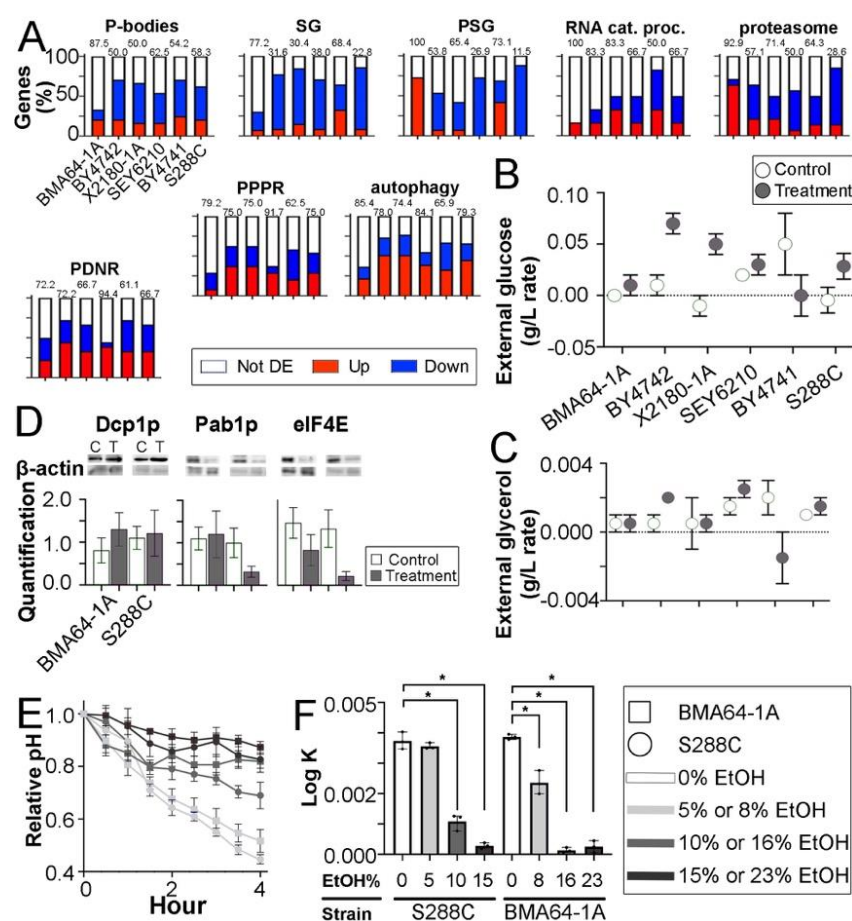 A
P-bodies
87.5 50.0 50.0 62.5 54.2 58.3
SG
77.2 31.6 30.4 38.0 68.4 22.8
PSG
100 53.8 65.4 26.9 73.1 11.5
RNA cat. proc.
100 83.3 83.3 66.7 50.0 66.7
proteasome
92.9 57.1 71.4 50.0 64.3 28.6
Genes
(%)
100
50
0
BMA64-1A
BY4742
X2180-1A
SEY6210
BY4741
S288C
PPPR
79.2 75.0 75.0 91.7 62.5 75.0
autophagy
85.4 78.0 74.4 84.1 65.9 79.3
PDNR
72.2 72.2 66.7 94.4 61.1 66.7
Not DE
Up
Down
B
Control
Treatment
External glucose
(g/L rate)
0.10
0.05
0.00
-0.05
BMA64-1A
BY4742
X2180-1A
SEY6210
BY4741
S288C
C
External glycerol
(g/L rate)
0.004
0.000
-0.004
D
Dcp1p
Pab1p
eIF4E
C T C T
β-actin
Quantification
2.0
1.0
0.0
Control
Treatment
BMA64-1A
S288C
E
Relative pH
1.0
0.8
0.6
0.4
0 2 4
Hour
F
Log K
0.005
0.002
0.000
* *
* * *
EtOH% 0 5 10 15 0 8 16 23
Strain S288C BMA64-1A
BMA64-1A
S288C
0% EtOH
5% or 8% EtOH
10% or 16% EtOH
15% or 23% EtOH